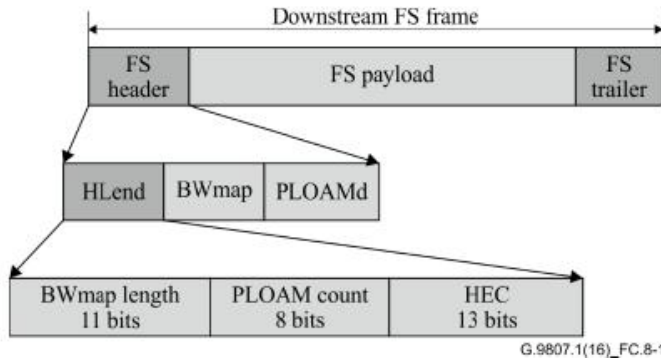 Downstream FS frame
FS
header
FS payload
FS
trailer
HLend
BWmap
PLOAMd
BWmap length
11 bits
PLOAM count
8 bits
HEC
13 bits